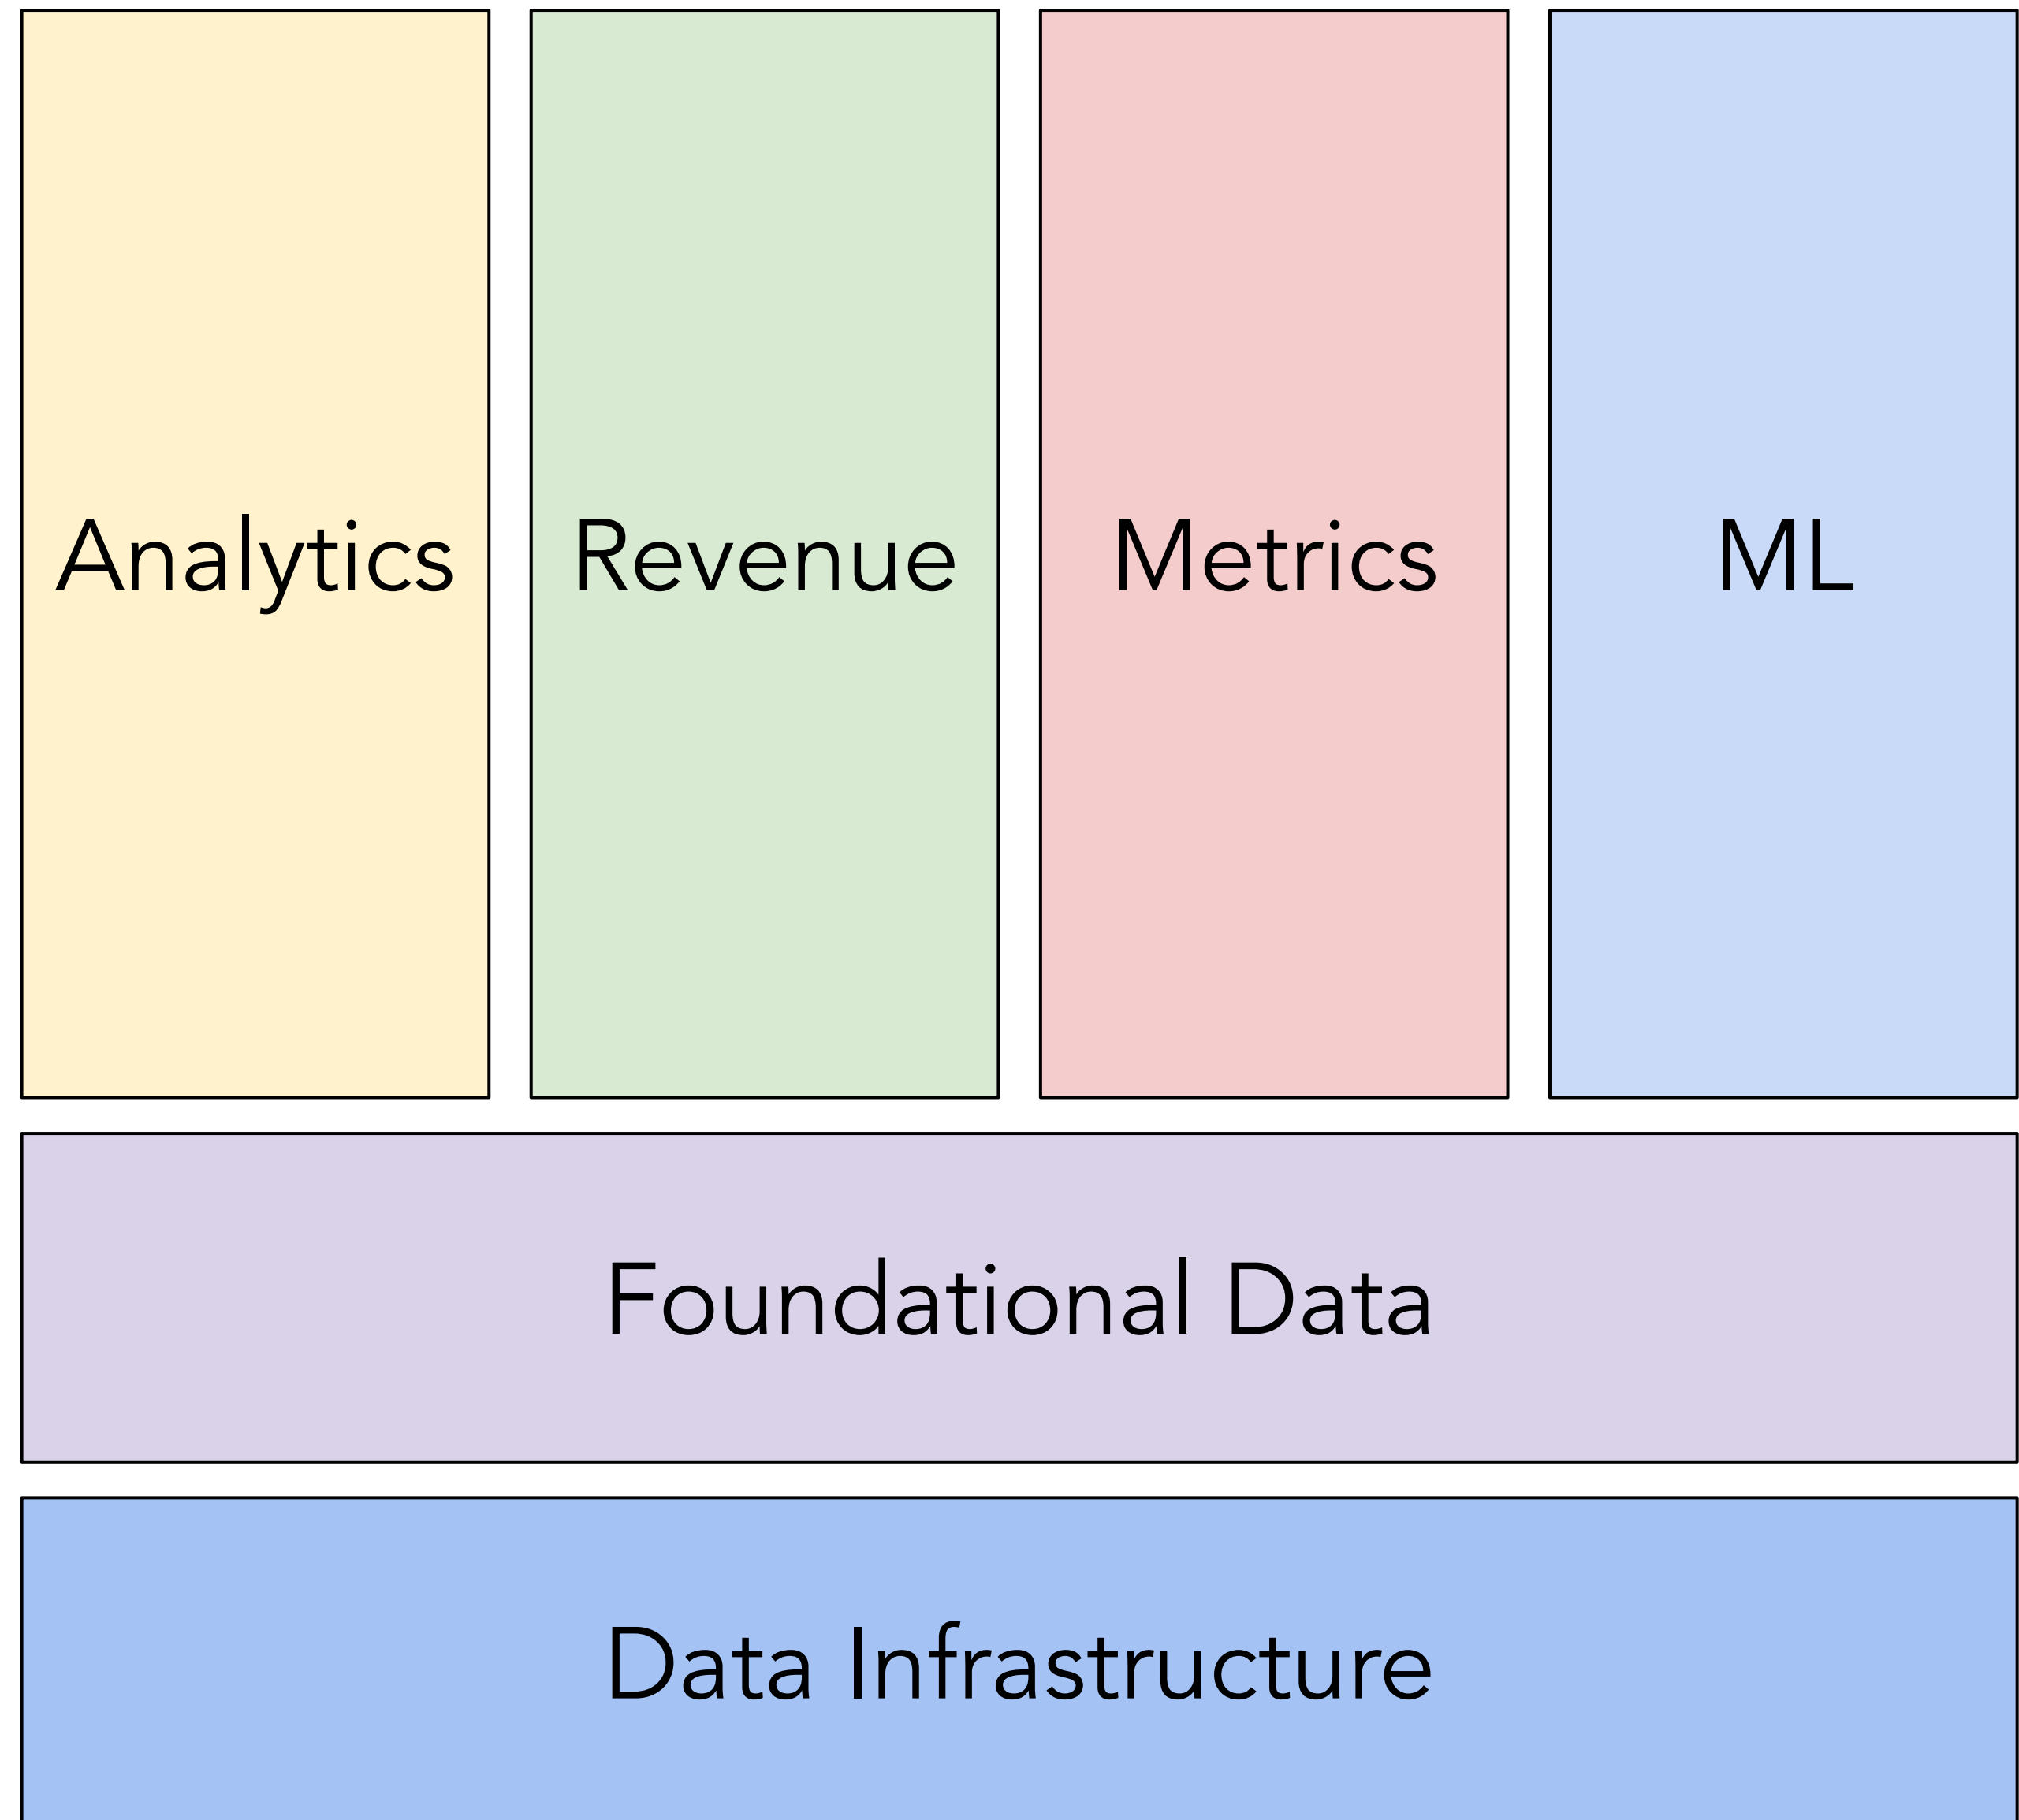 Analytics
Revenue
Metrics
ML
Foundational Data
Data Infrastructure